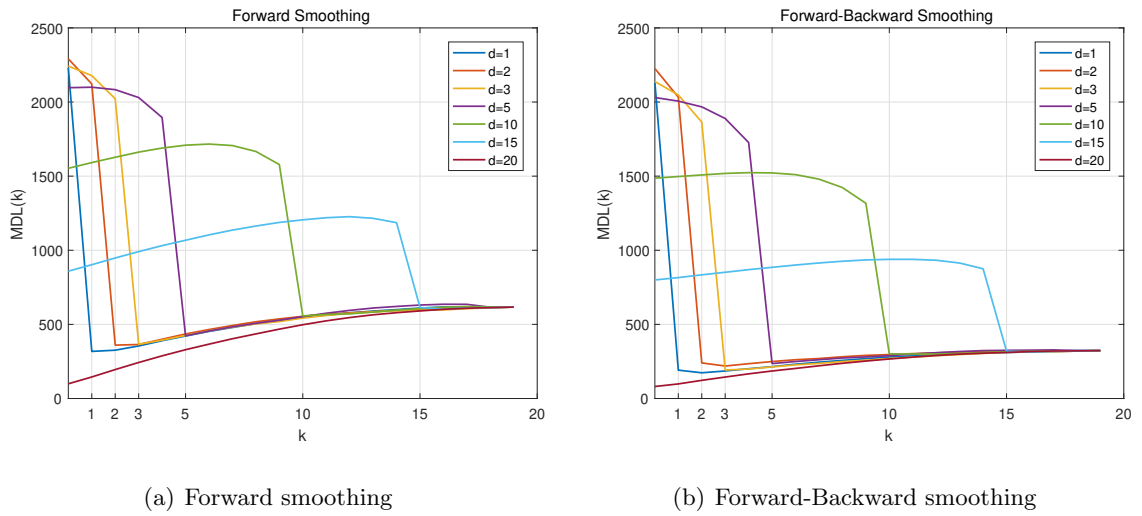 Forward Smoothing
2500
2000
1500
1000
500
0
MDL(k)
1 2 3 5 10 15 20
k
d=1
d=2
d=3
d=5
d=10
d=15
d=20
(a) Forward smoothing
Forward-Backward Smoothing
2500
2000
1500
1000
500
0
MDL(k)
1 2 3 5 10 15 20
k
d=1
d=2
d=3
d=5
d=10
d=15
d=20
(b) Forward-Backward smoothing